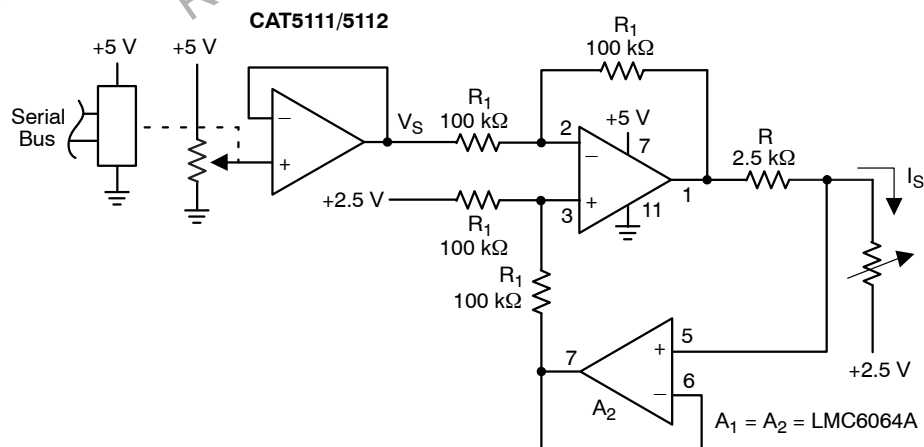 R
CAT5111/5112
+5 V
+5 V
Serial
Bus
–
+
VS
R1
100 kΩ
R1
100 kΩ
+5 V
2
–
7
3
+
11
1
R
2.5 kΩ
IS
+2.5 V
R1
100 kΩ
R1
100 kΩ
7
+
5
–
6
A2
+2.5 V
A1 = A2 = LMC6064A